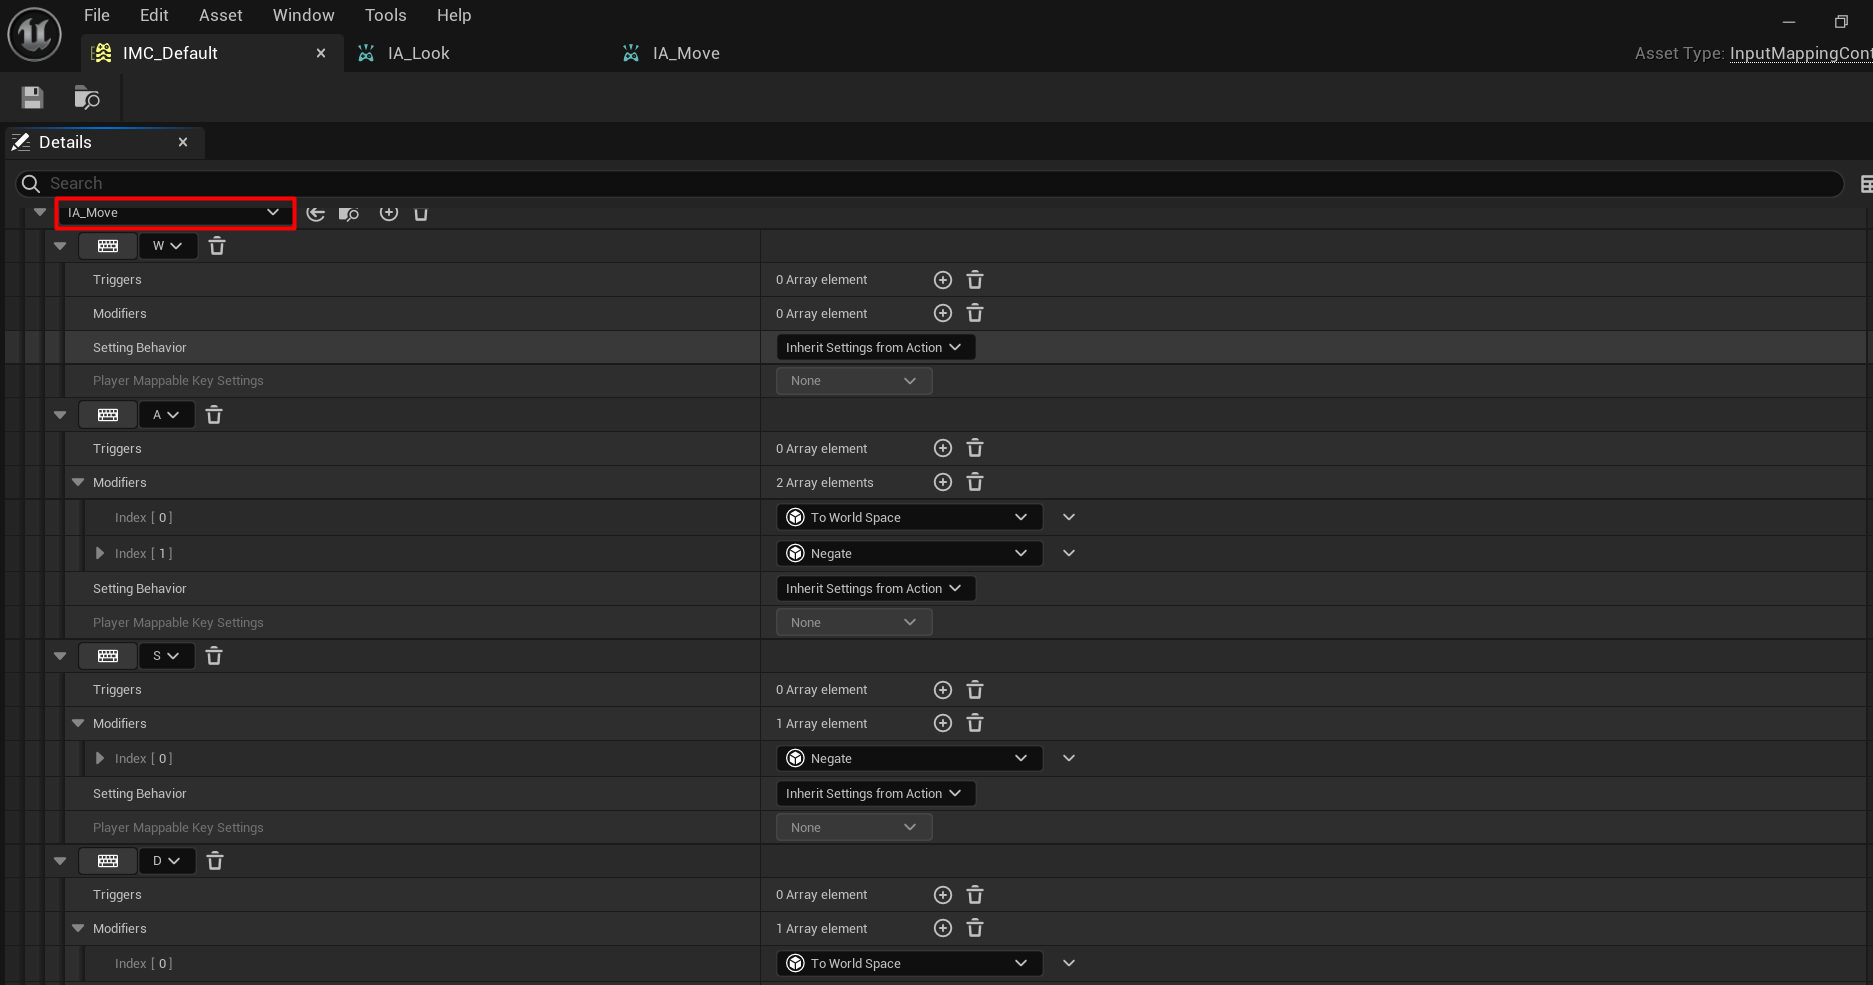 File Edit Asset Window Tools Help
IMC_Default IA_Look IA_Move
Asset Type: InputMappingCont
Details
Search
IA_Move
W
Triggers 0 Array element
Modifiers 0 Array element
Setting Behavior Inherit Settings from Action
Player Mappable Key Settings None
A
Triggers 0 Array element
Modifiers 2 Array elements
Index [ 0 ] To World Space
Index [ 1 ] Negate
Setting Behavior Inherit Settings from Action
Player Mappable Key Settings None
S
Triggers 0 Array element
Modifiers 1 Array element
Index [ 0 ] Negate
Setting Behavior Inherit Settings from Action
Player Mappable Key Settings None
D
Triggers 0 Array element
Modifiers 1 Array element
Index [ 0 ] To World Space